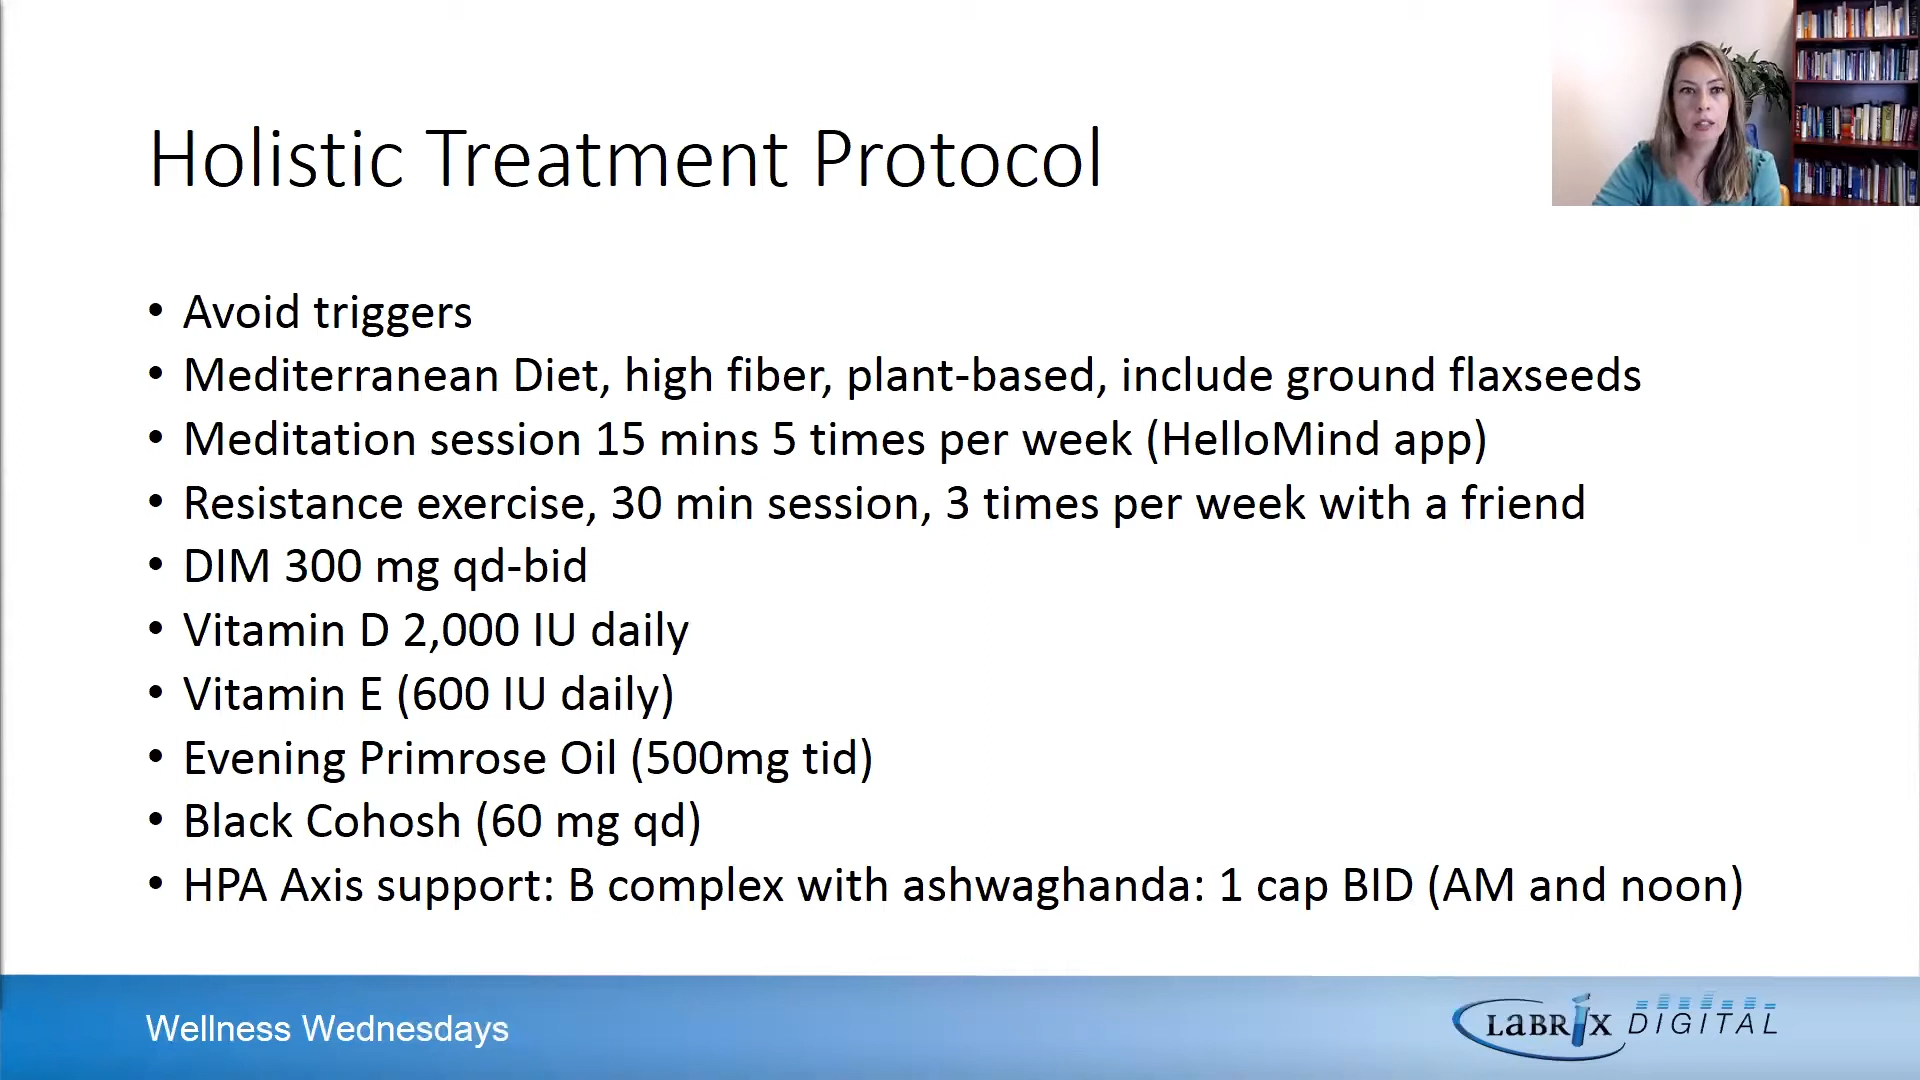 Holistic Treatment Protocol
• Avoid triggers
• Mediterranean Diet, high fiber, plant-based, include ground flaxseeds
• Meditation session 15 mins 5 times per week (HelloMind app)
• Resistance exercise, 30 min session, 3 times per week with a friend
• DIM 300 mg qd-bid
• Vitamin D 2,000 IU daily
• Vitamin E (600 IU daily)
• Evening Primrose Oil (500mg tid)
• Black Cohosh (60 mg qd)
• HPA Axis support: B complex with ashwaghanda: 1 cap BID (AM and noon)
Wellness Wednesdays
LABRIX DIGITAL